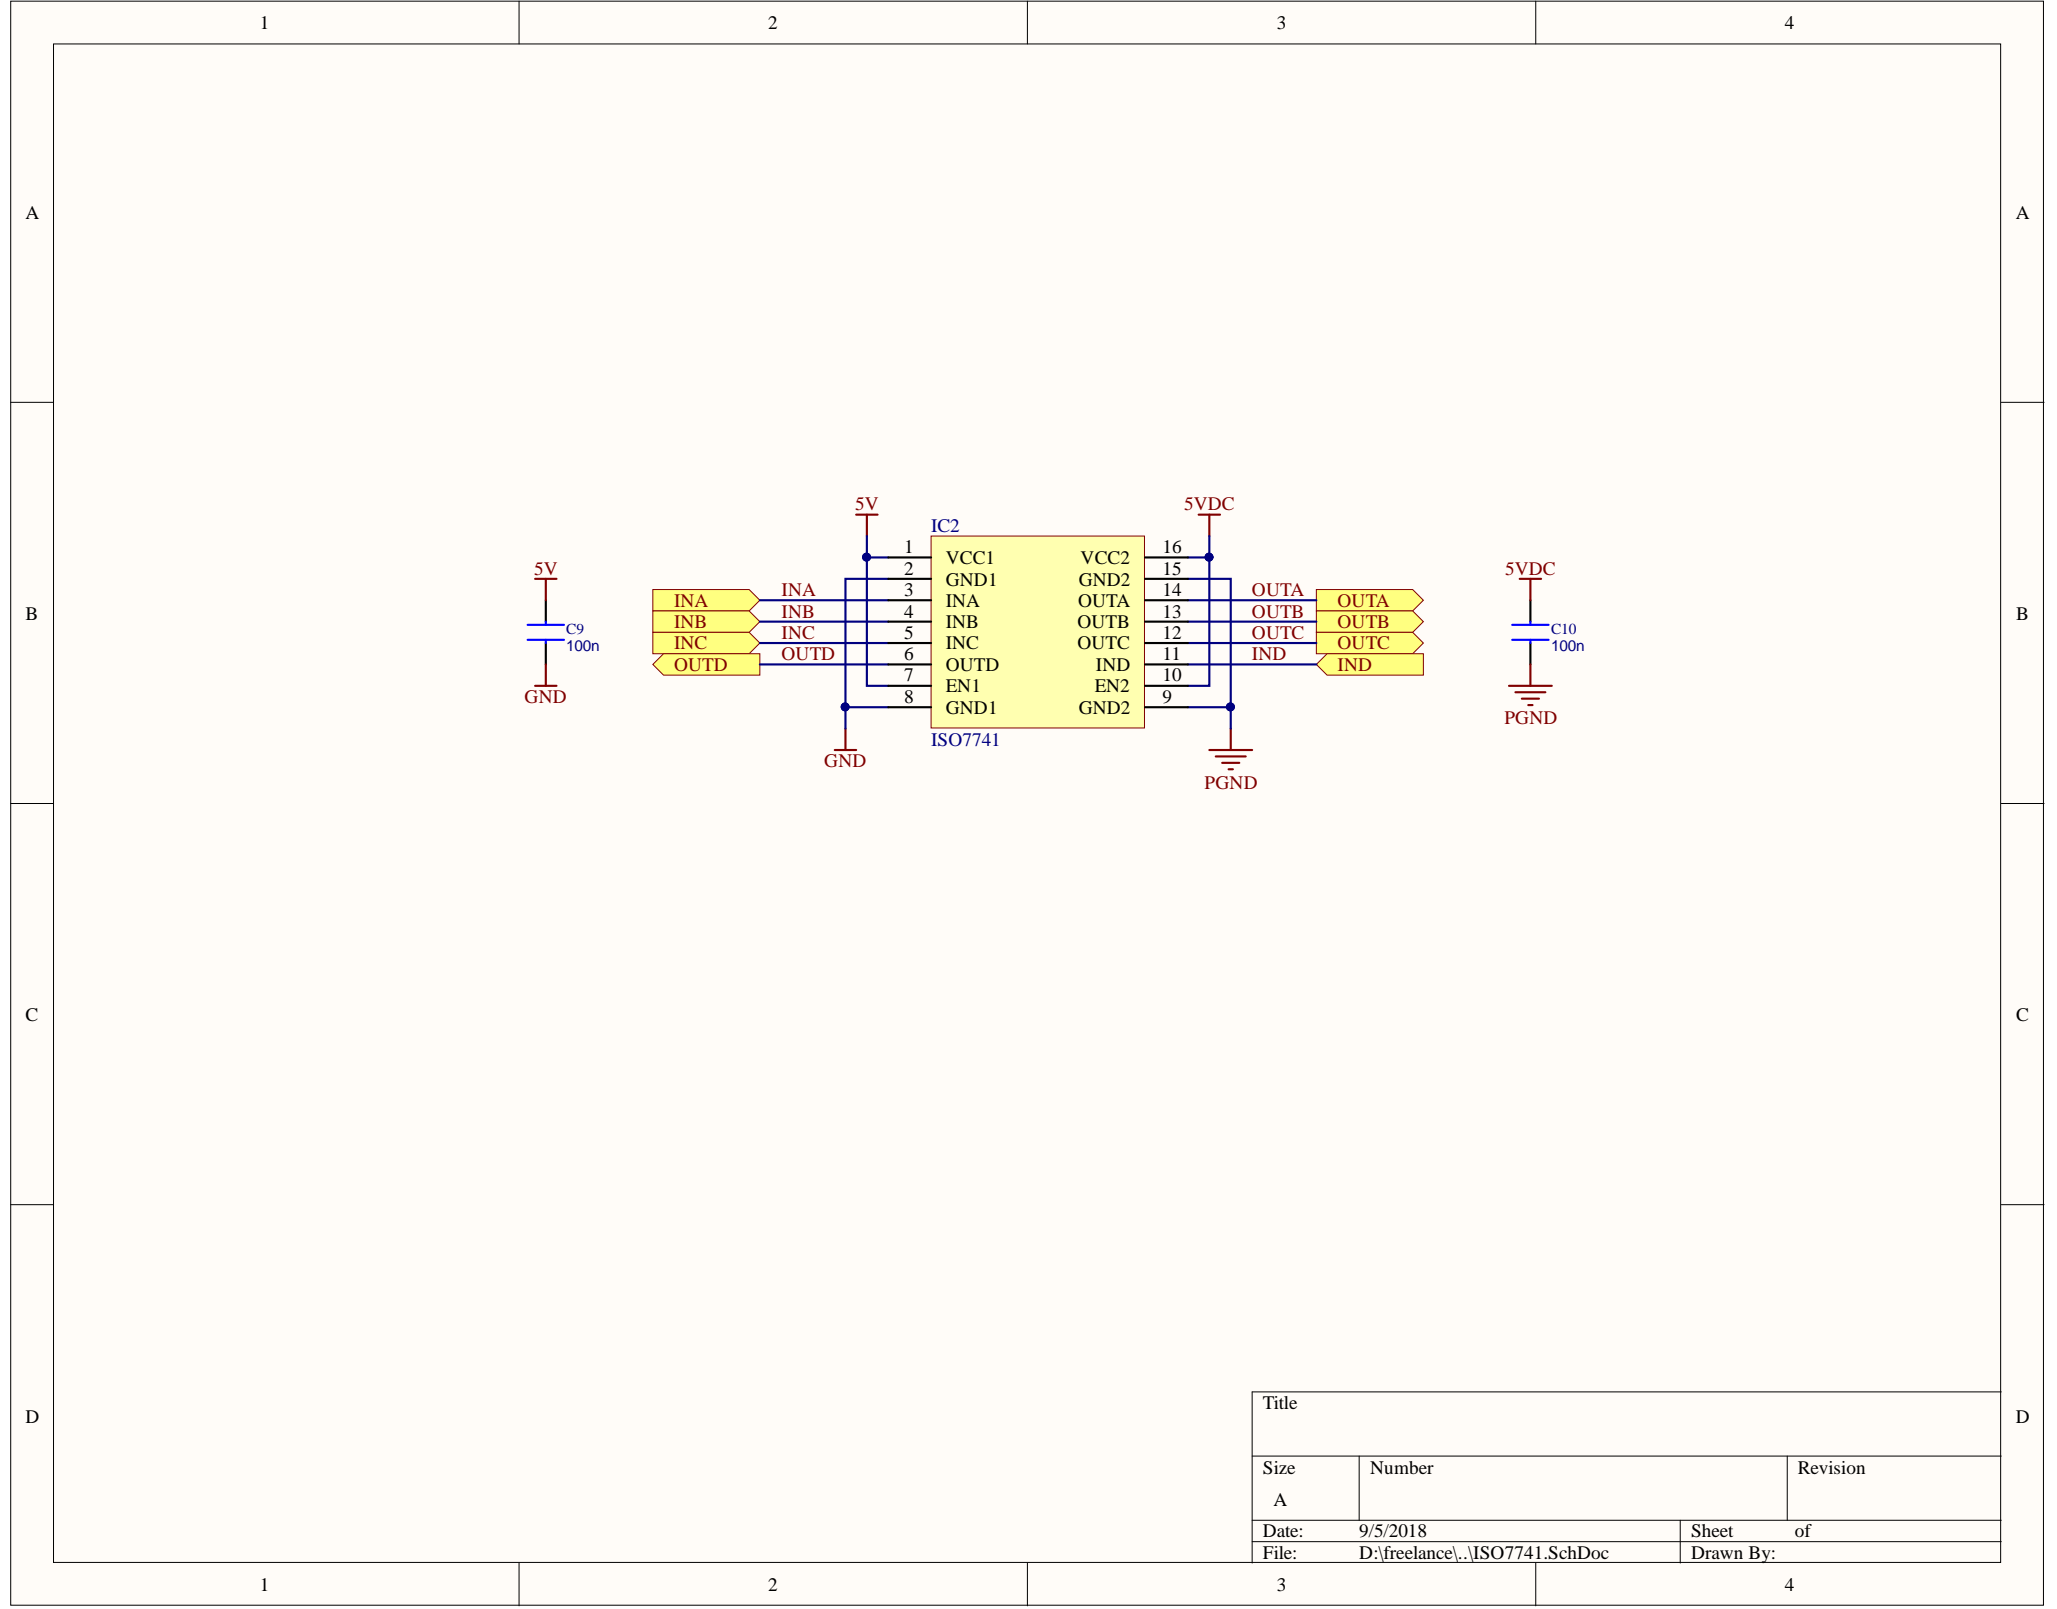 1 2 3 4
A A
5V 5VDC
IC2
1 VCC1 VCC2 16
5V 2 GND1 GND2 15 5VDC
INA INA 3 INA OUTA 14 OUTA OUTA
INB INB 4 INB OUTB 13 OUTB OUTB
B B
C9 C10
INC INC 5 INC OUTC 12 OUTC OUTC
100n 100n
OUTD OUTD 6 OUTD IND 11 IND IND
7 EN1 EN2 10
GND 8 GND1 GND2 9 PGND
ISO7741
GND PGND
C C
Title
D D
Size Number Revision
A
Date: 9/5/2018 Sheet of
File: D:\freelance\..\ISO7741.SchDoc Drawn By:
1 2 3 4